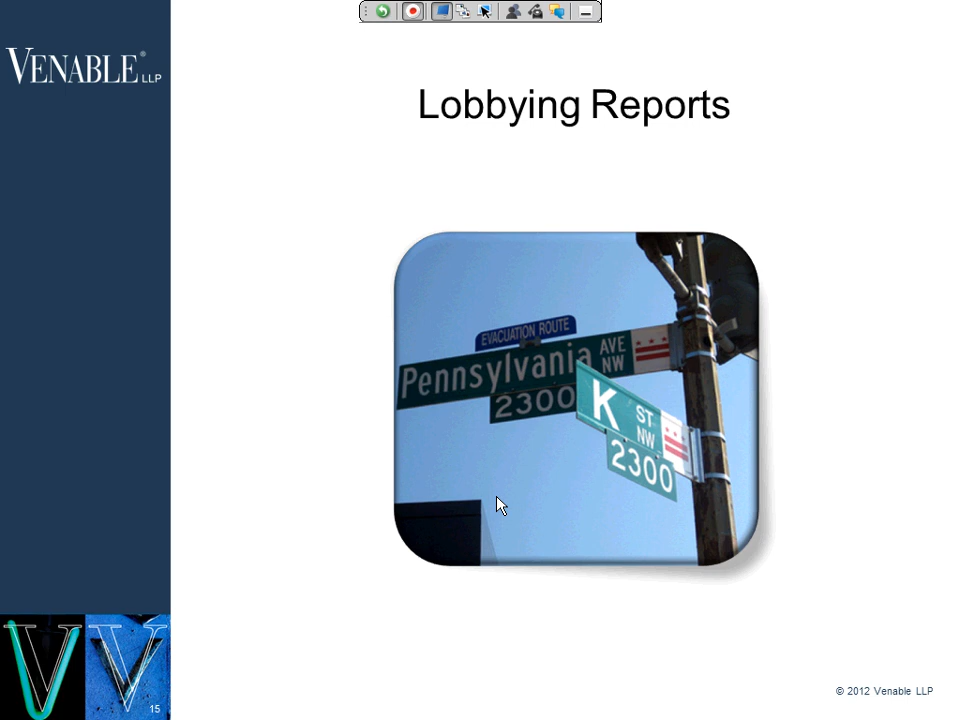 VENABLE® LLP
Lobbying Reports
EVACUATION ROUTE
Pennsylvania AVE NW
2300
K ST NW
2300
© 2012 Venable LLP
15